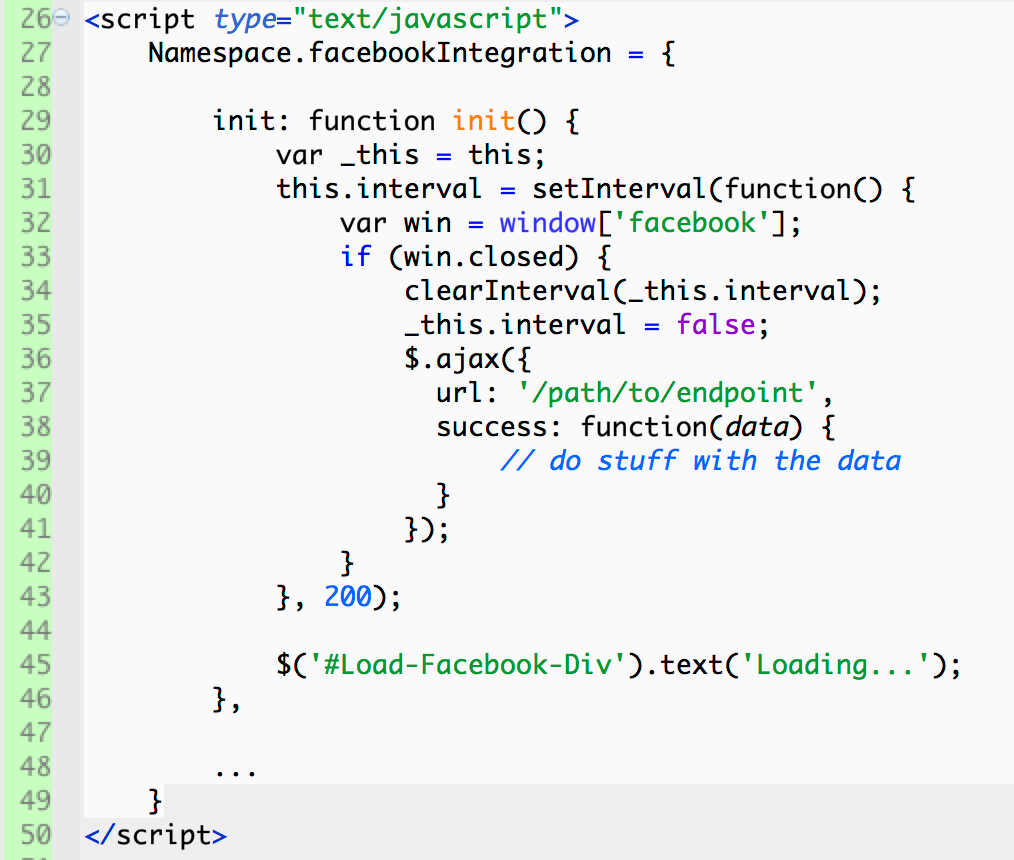 26 <script type="text/javascript">
27     Namespace.facebookIntegration = {
28
29         init: function init() {
30             var _this = this;
31             this.interval = setInterval(function() {
32                 var win = window['facebook'];
33                 if (win.closed) {
34                     clearInterval(_this.interval);
35                     _this.interval = false;
36                     $.ajax({
37                       url: '/path/to/endpoint',
38                       success: function(data) {
39                           // do stuff with the data
40                       }
41                     });
42                 }
43             }, 200);
44
45             $('#Load-Facebook-Div').text('Loading...');
46         },
47
48         ...
49     }
50 </script>